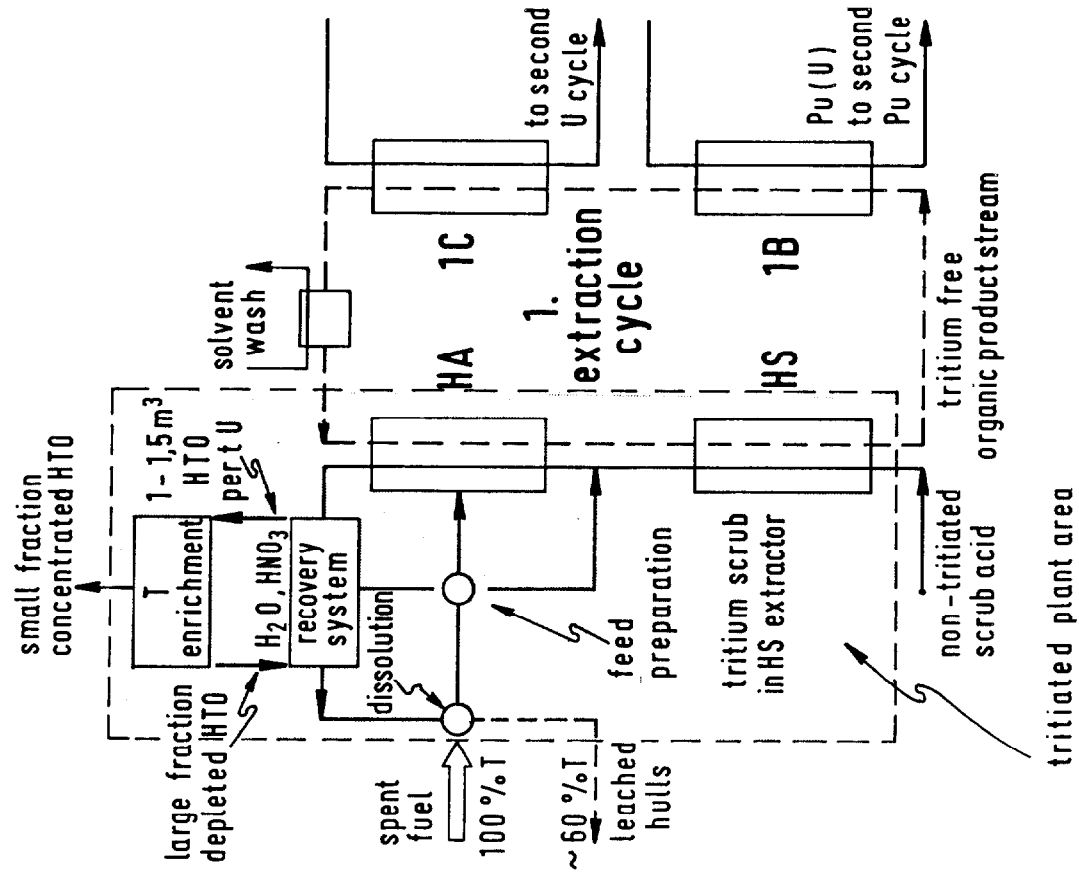 small fraction
concentrated HTO
T
enrichment
1-1,5m³
HTO
per t U
large fraction
depleted HTO
H₂O, HNO₃
recovery
system
dissolution
solvent
wash
spent
fuel
100 % T
~ 60 % T
leached
hulls
feed
preparation
HA
1C
1.
extraction
cycle
to second
U cycle
tritium scrub
in HS extractor
HS
1B
Pu (U)
to second
Pu cycle
non-tritiated
scrub acid
tritium free
organic product stream
tritiated plant area